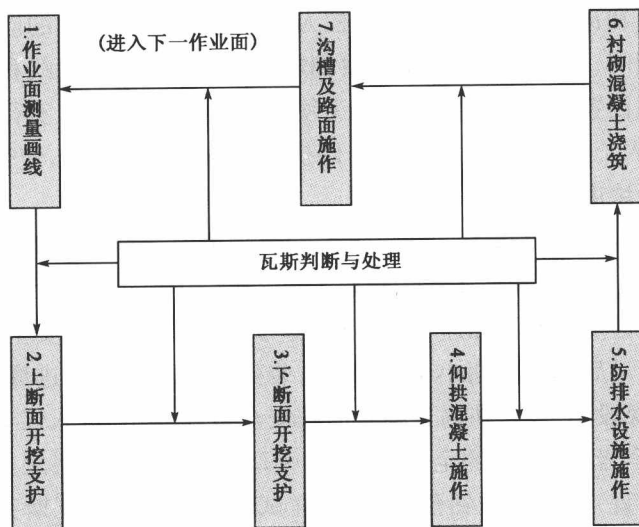 1.作业面测量画线
(进入下一作业面)
7.沟槽及路面施作
6.衬砌混凝土浇筑
瓦斯判断与处理
2.上断面开挖支护
3.下断面开挖支护
4.仰拱混凝土施作
5.防排水设施施作